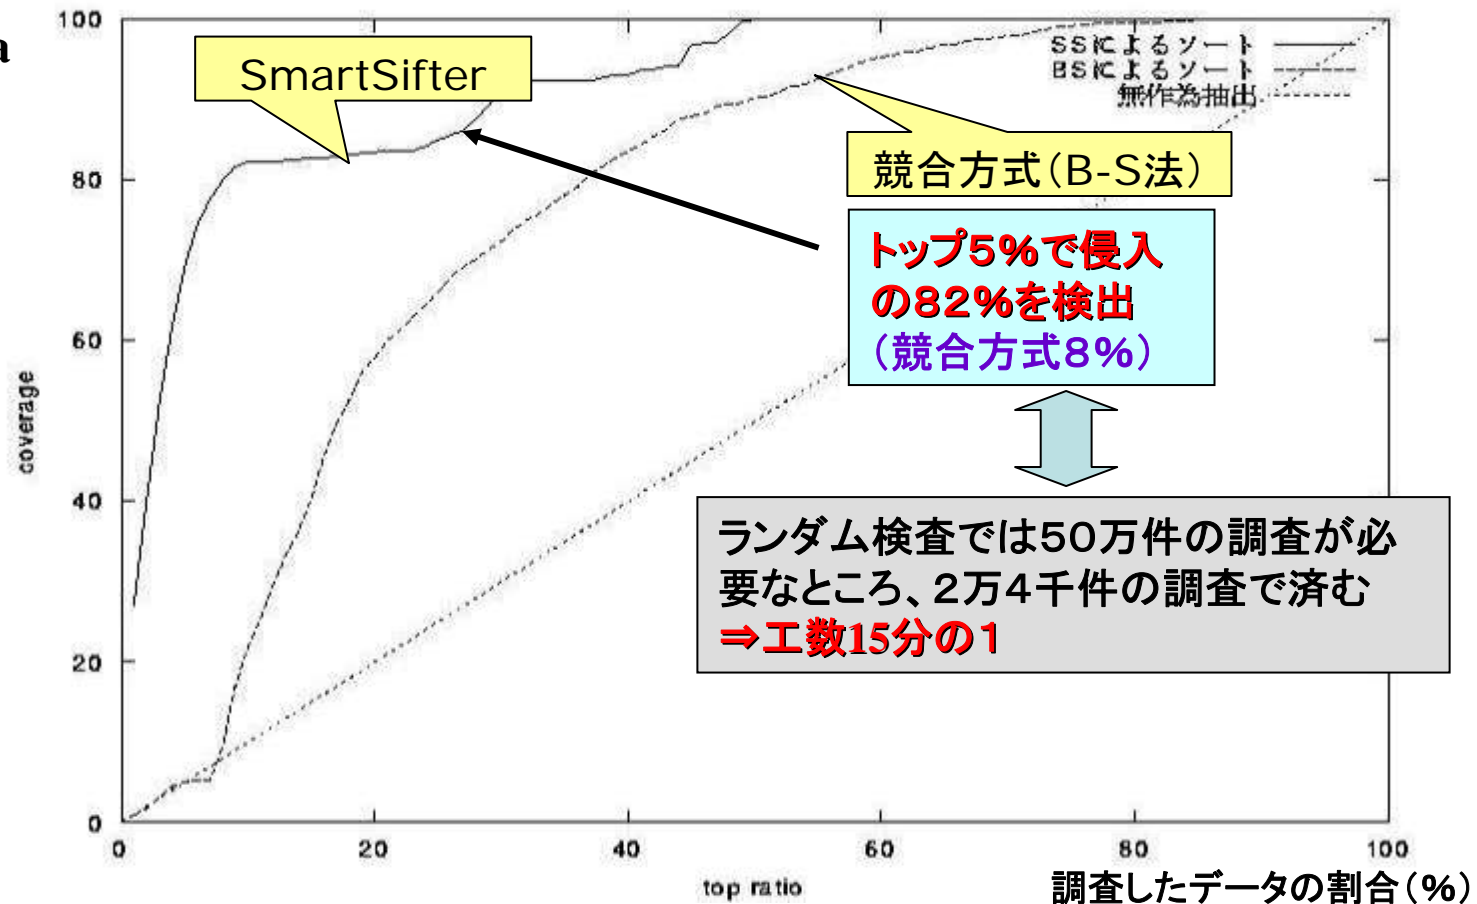 100
a
SmartSifter
SSによるソート
BSによるソート
無作為抽出
競合方式(B-S法)
80
トップ5%で侵入
の82%を検出
(競合方式8%)
60
coverage
40
ランダム検査では50万件の調査が必
要なところ、2万4千件の調査で済む
⇒工数15分の1
20
0
0 20 40 60 80 100
top ratio
調査したデータの割合(%)